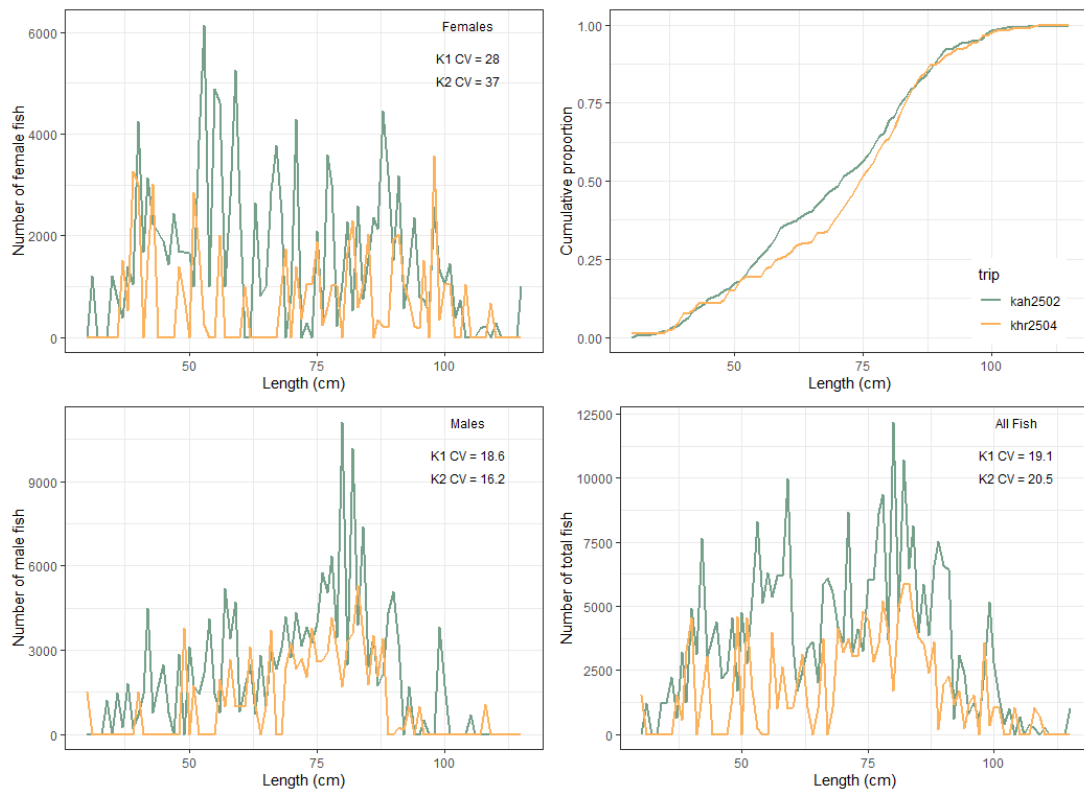 Females
K1 CV = 28
K2 CV = 37
6000
4000
2000
0
Number of female fish
50
75
100
Length (cm)
1.00
0.75
0.50
0.25
0.00
Cumulative proportion
trip
kah2502
khr2504
50
75
100
Length (cm)
Males
K1 CV = 18.6
K2 CV = 16.2
9000
6000
3000
0
Number of male fish
50
75
100
Length (cm)
All Fish
K1 CV = 19.1
K2 CV = 20.5
12500
10000
7500
5000
2500
0
Number of total fish
50
75
100
Length (cm)